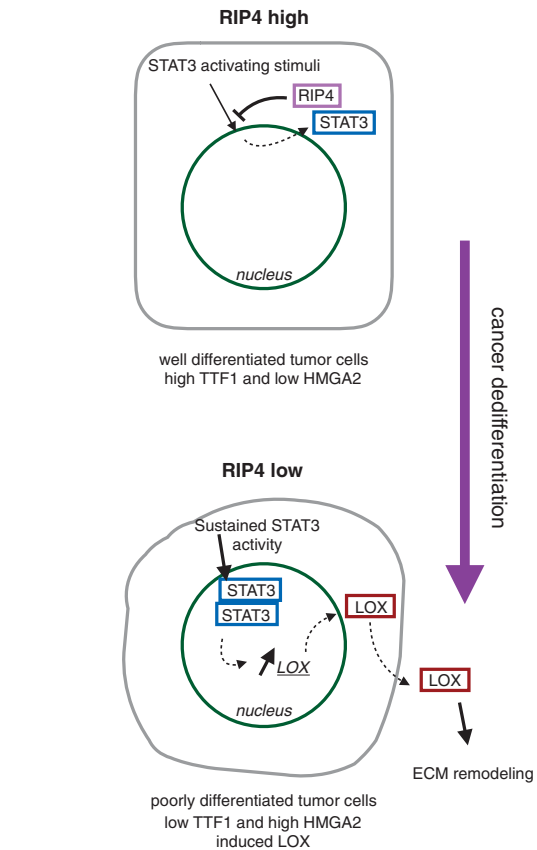 RIP4 high
STAT3 activating stimuli
RIP4
STAT3
nucleus
well differentiated tumor cells
high TTF1 and low HMGA2
cancer dedifferentiation
RIP4 low
Sustained STAT3
activity
STAT3
STAT3
LOX
LOX
nucleus
LOX
ECM remodeling
poorly differentiated tumor cells
low TTF1 and high HMGA2
induced LOX